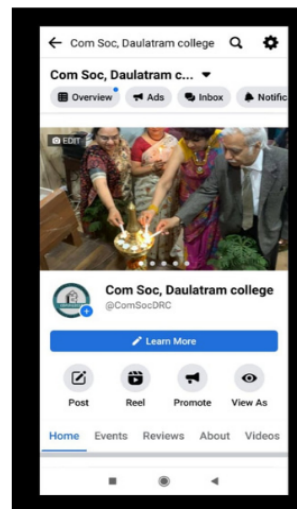 Com Soc, Daulatram college
Com Soc, Daulatram c...
Overview Ads Inbox Notific
EDIT
Com Soc, Daulatram college
@ComSocDRC
Learn More
Post Reel Promote View As
Home Events Reviews About Videos